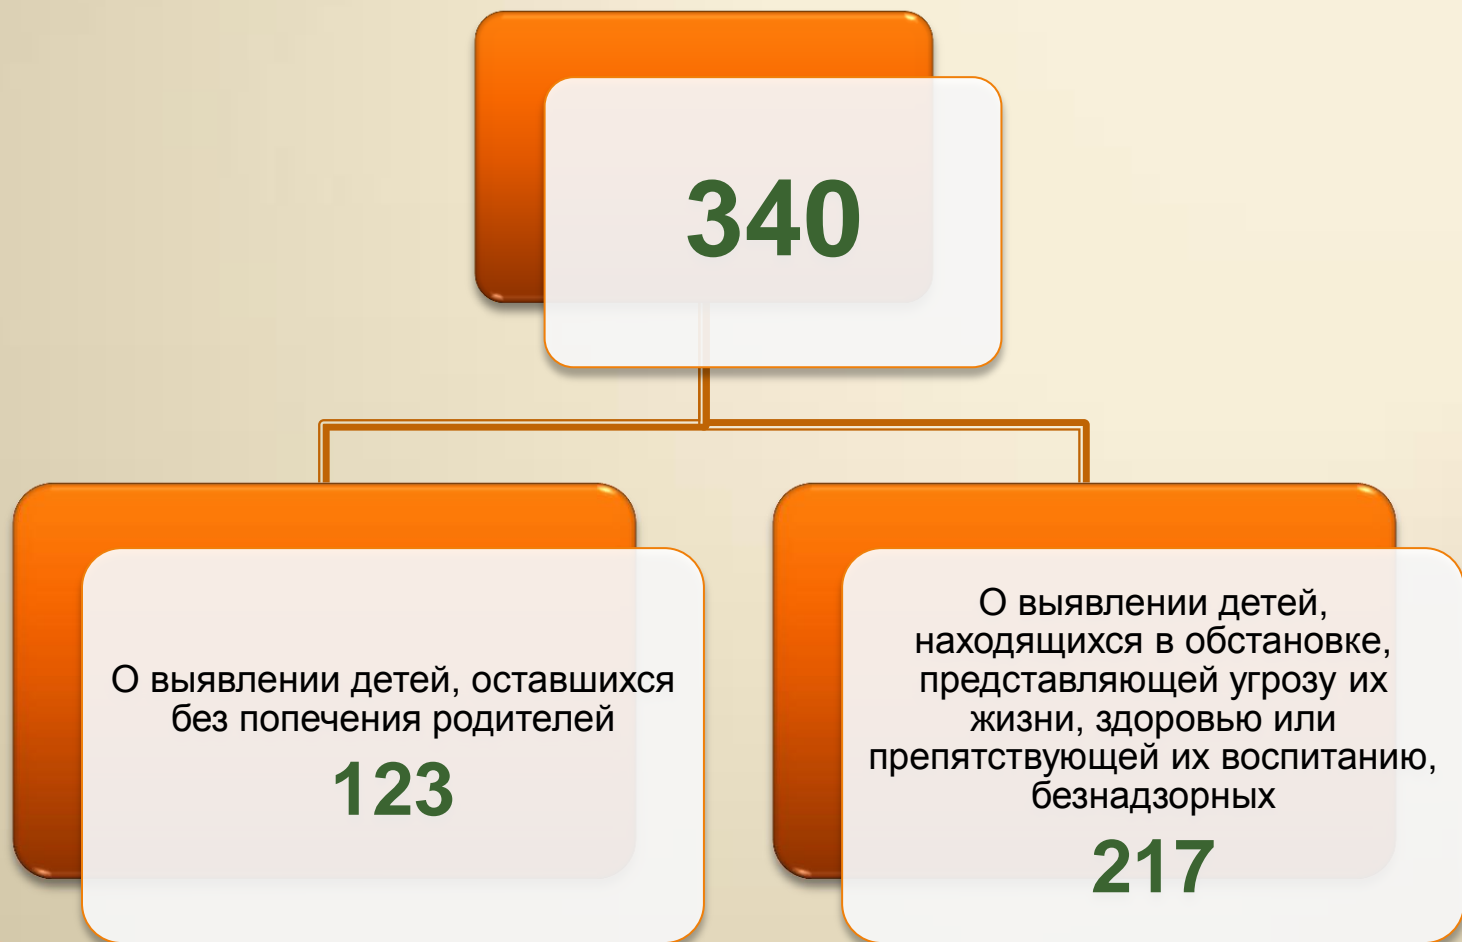 340
О выявлении детей, оставшихся
без попечения родителей
123
О выявлении детей,
находящихся в обстановке,
представляющей угрозу их
жизни, здоровью или
препятствующей их воспитанию,
безнадзорных
217